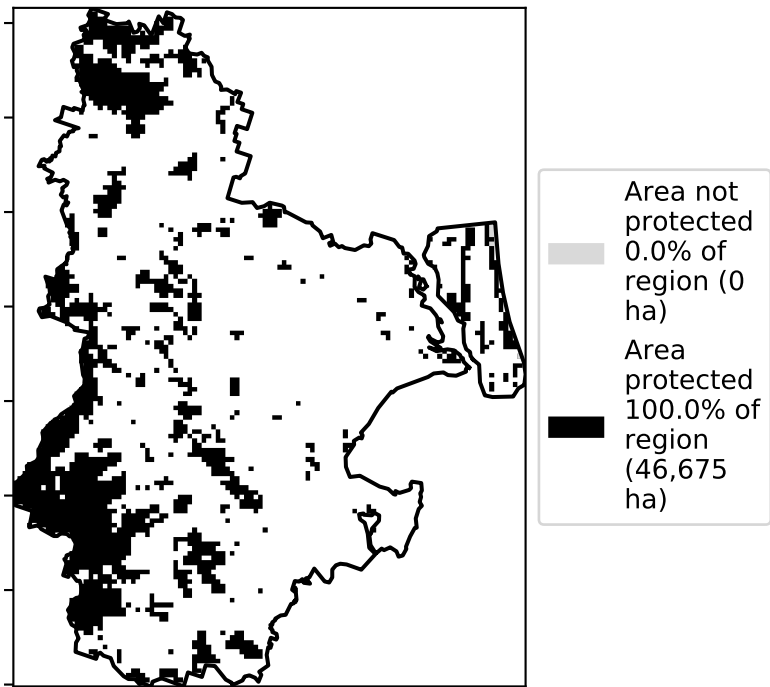 Area not
protected
0.0% of
region (0
ha)
Area
protected
100.0% of
region
(46,675
ha)